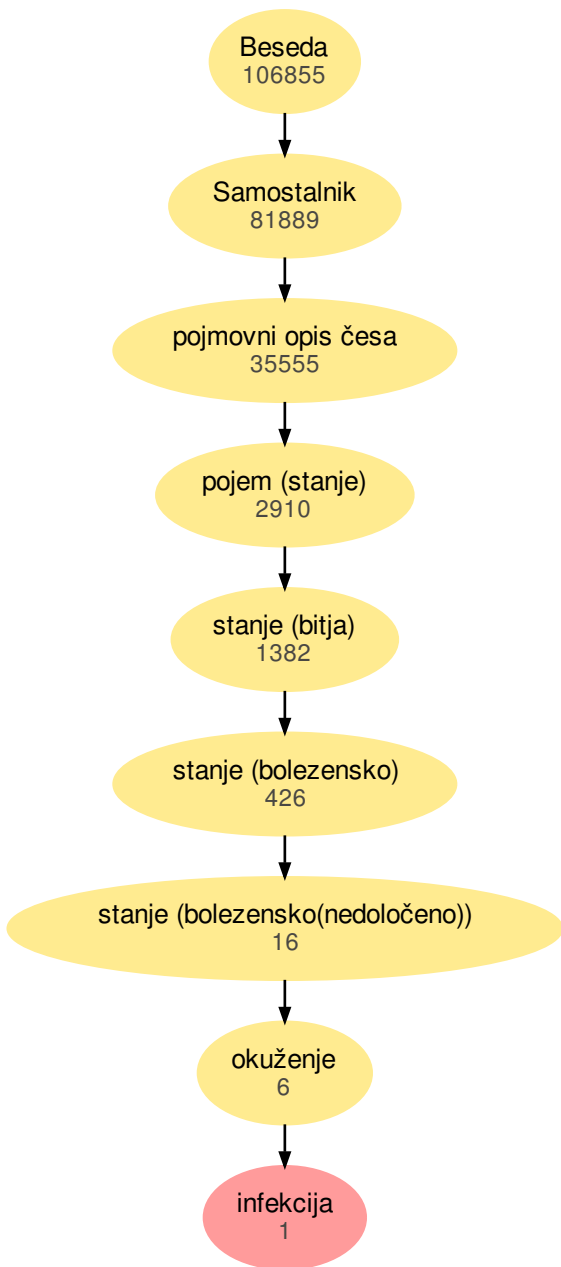 Beseda
106855
Samostalnik
81889
pojmovni opis česa
35555
pojem (stanje)
2910
stanje (bitja)
1382
stanje (bolezensko)
426
stanje (bolezensko(nedoločeno))
16
okuženje
6
infekcija
1